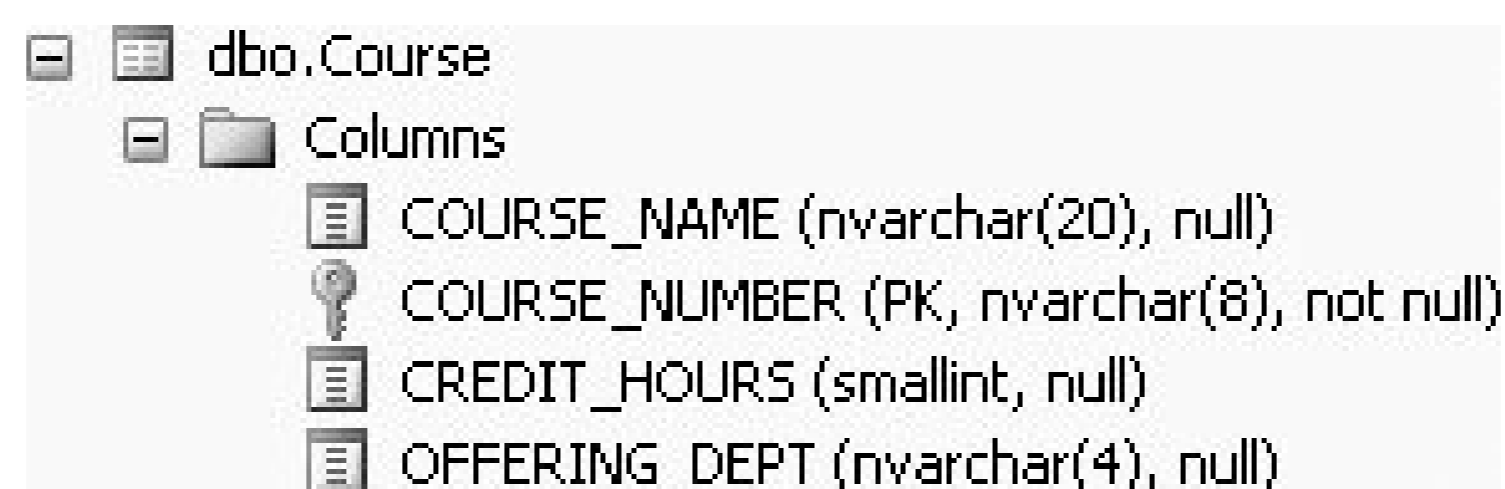 dbo.Course
Columns
COURSE_NAME (nvarchar(20), null)
COURSE_NUMBER (PK, nvarchar(8), not null)
CREDIT_HOURS (smallint, null)
OFFERING_DEPT (nvarchar(4), null)